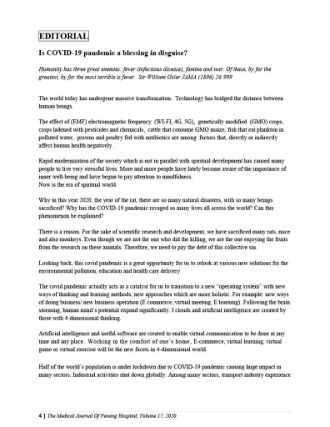 EDITORIAL
Is COVID-19 pandemic a blessing in disguise?
Humanity has three great enemies: fever (infectious disease), famine and war. Of these, by far the
greatest, by far the most terrible is fever. Sir William Osler JAMA (1896) 26:999
The world today has undergone massive transformation. Technology has bridged the distance between
human beings.
The effect of (EMF) electromagnetic frequency (WI-FI, 4G, 5G), genetically modified (GMO) crops,
crops ladened with pesticides and chemicals, cattle that consume GMO maize, fish that eat plankton in
polluted water, prawns and poultry fed with antibiotics are among factors that, directly or indirectly
affect human health negatively .
Rapid modernization of the society which is not in parallel with spiritual development has caused many
people to live very stressful lives. More and more people have lately become aware of the importance of
inner well-being and have begun to pay attention to mindfulness.
Now is the era of spiritual world.
Why in this year 2020, the year of the rat, there are so many natural disasters, with so many beings
sacrificed? Why has the COVID-19 pandemic ravaged so many lives all across the world? Can this
phenomenon be explained?
There is a reason. For the sake of scientific research and development, we have sacrificed many rats, mice
and also monkeys. Even though we are not the one who did the killing, we are the one enjoying the fruits
from the research on these animals. Therefore, we need to pay the debt of this collective sin.
Looking back, this covid pandemic is a great opportunity for us to relook at various new solutions for the
environmental pollution, education and health care delivery.
The covid pandemic actually acts as a catalyst for us to transition to a new "operating system" with new
ways of thinking and learning methods, new approaches which are more holistic. For example: new ways
of doing business/ new business operation (E commerce, virtual meeting, E learning). Following the brain
storming, human mind's potential expand significantly. I clouds and artificial intelligence are created by
those with 4 dimensional thinking.
Artificial intelligence and useful software are created to enable virtual communication to be done at any
time and place. Working in the comfort of one's home, E-commerce, virtual learning, virtual
game or virtual exercise will be the new facets in 4-dimensional world.
Half of the world's population is under lockdown due to COVID-19 pandemic causing huge impact in
many sectors. Industrial activities shut down globally. Among many sectors, transport industry experience
4 | The Medical Journal Of Penang Hospital, Volume 17, 2020.